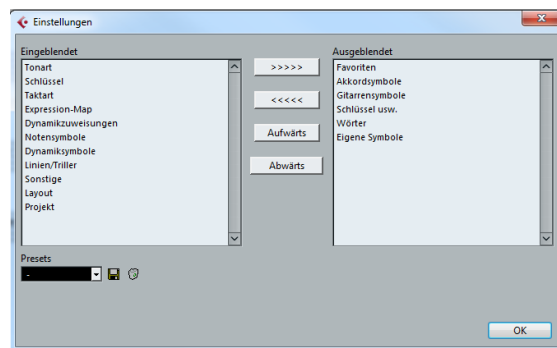 Einstellungen
Eingeblendet
Tonart
Schlüssel
Taktart
Expression-Map
Dynamikzuweisungen
Notensymbole
Dynamiksymbole
Linien/Triller
Sonstige
Layout
Projekt
>>>>>
<<<<<
Aufwärts
Abwärts
Ausgeblendet
Favoriten
Akkordsymbole
Gitarrensymbole
Schlüssel usw.
Wörter
Eigene Symbole
Presets
-
OK